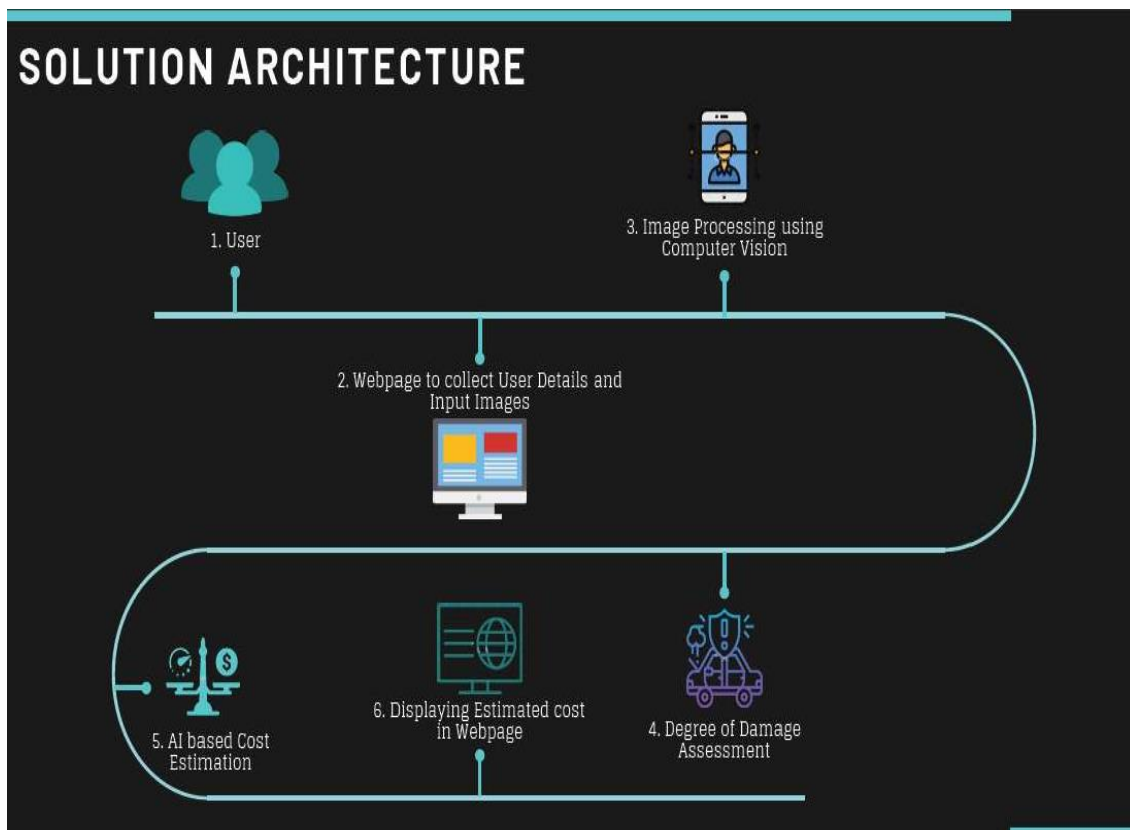 SOLUTION ARCHITECTURE
1. User
3. Image Processing using
Computer Vision
2. Webpage to collect User Details and
Input Images
$
6. Displaying Estimated cost
in Webpage
4. Degree of Damage
Assessment
5. AI based Cost
Estimation